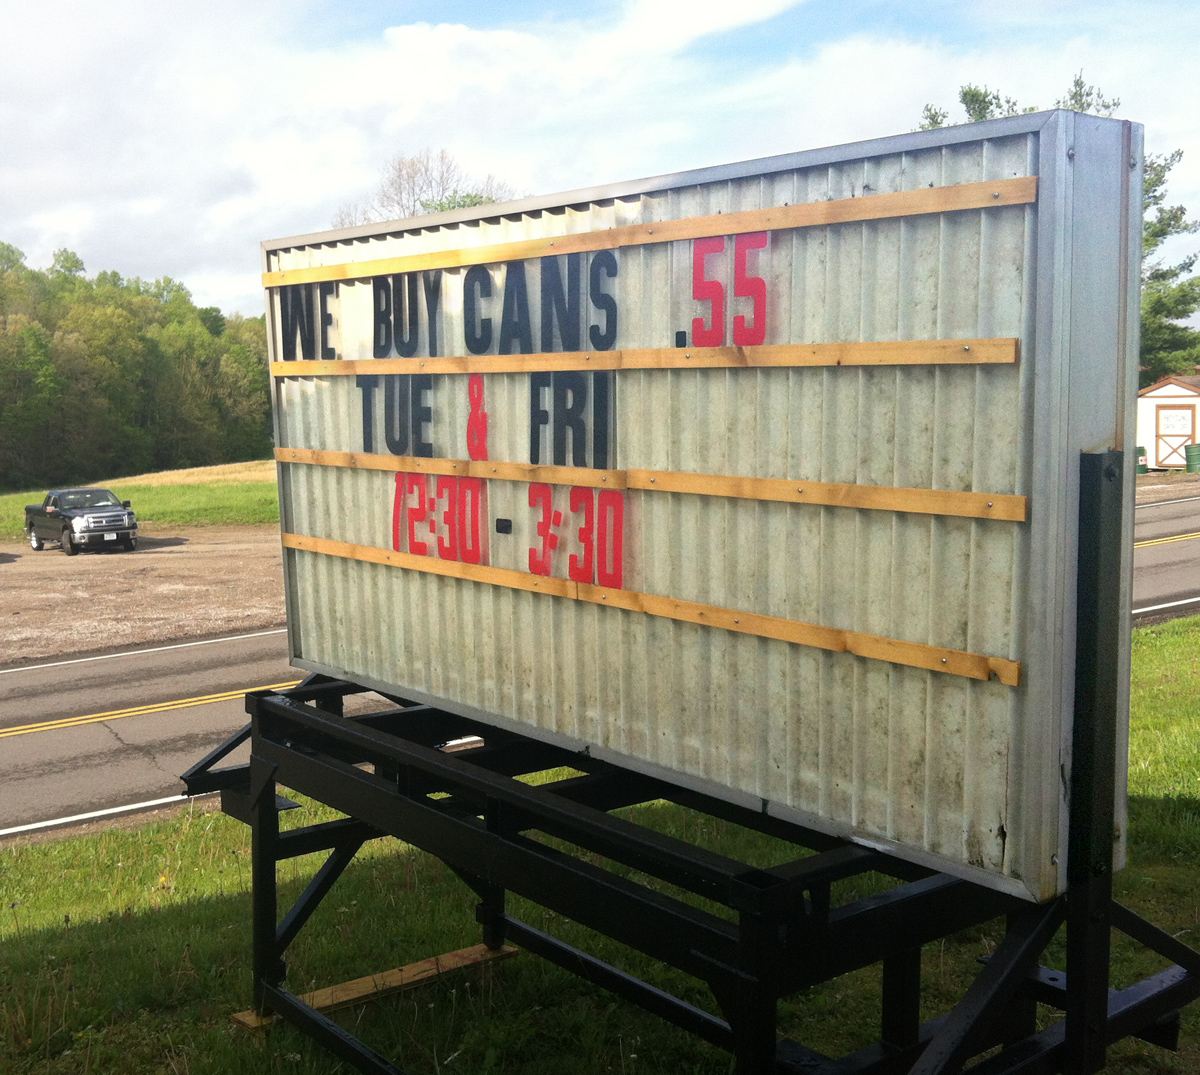 WE BUY CANS .55
TUE & FRI
12:30 - 3:30